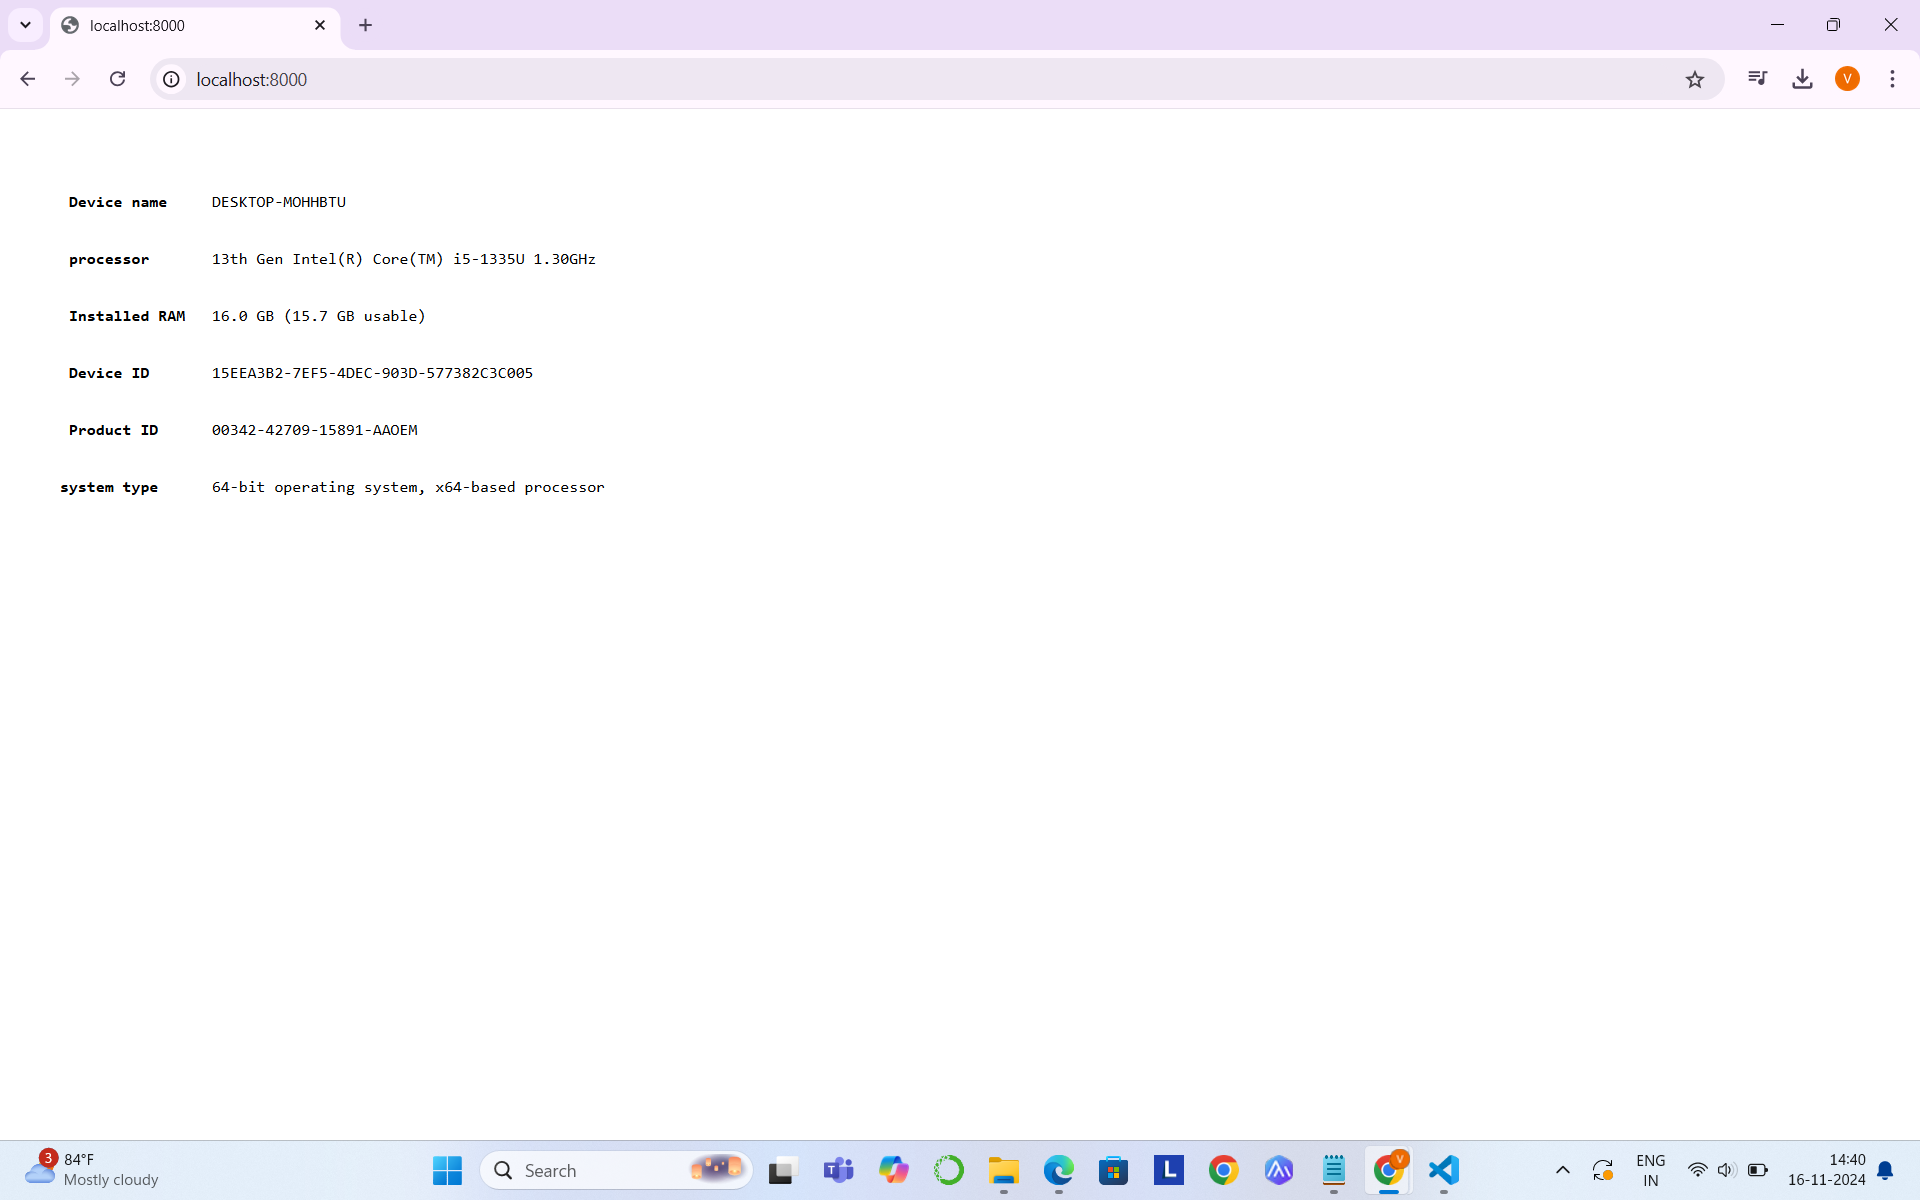 localhost:8000
localhost:8000
V
Device name DESKTOP-MOHHBTU
processor 13th Gen Intel(R) Core(TM) i5-1335U 1.30GHz
Installed RAM 16.0 GB (15.7 GB usable)
Device ID 15EEA3B2-7EF5-4DEC-903D-577382C3C005
Product ID 00342-42709-15891-AAOEM
system type 64-bit operating system, x64-based processor
3
84°F
Mostly cloudy
Search
T
L
V
ENG
IN
14:40
16-11-2024